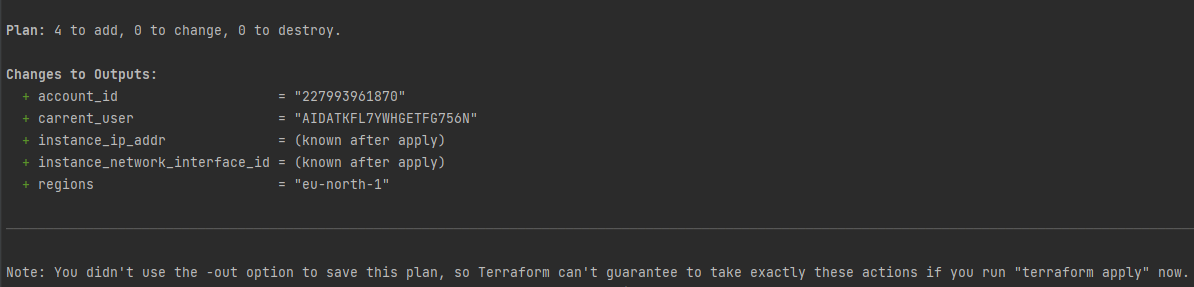 Plan: 4 to add, 0 to change, 0 to destroy.
Changes to Outputs:
+ account_id = "227993961870"
+ carrent_user = "AIDATKFL7YWHGETFG756N"
+ instance_ip_addr = (known after apply)
+ instance_network_interface_id = (known after apply)
+ regions = "eu-north-1"
Note: You didn't use the -out option to save this plan, so Terraform can't guarantee to take exactly these actions if you run "terraform apply" now.